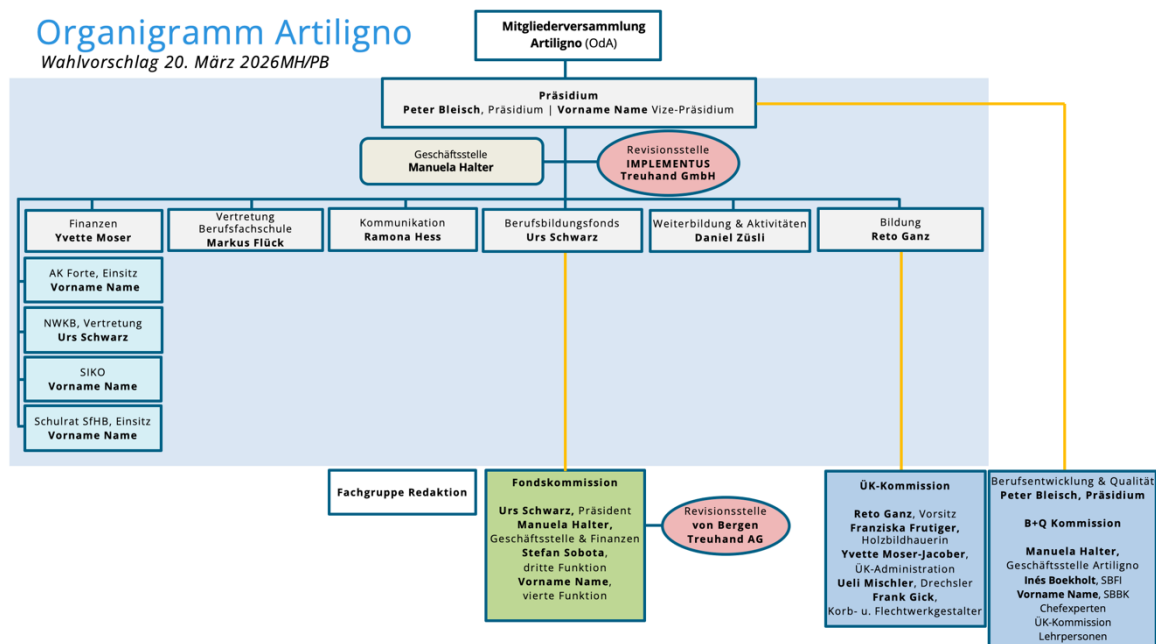 Organigramm Artiligno
Wahlvorschlag 20. März 2026MH/PB
Mitgliederversammlung
Artiligno (OdA)
Präsidium
Peter Bleisch, Präsidium | Vorname Name Vize-Präsidium
Geschäftsstelle
Manuela Halter
Revisionsstelle
IMPLEMENTUS
Treuhand GmbH
Finanzen
Yvette Moser
Vertretung
Berufsfachschule
Markus Flück
Kommunikation
Ramona Hess
Berufsbildungsfonds
Urs Schwarz
Weiterbildung & Aktivitäten
Daniel Züsli
Bildung
Reto Ganz
AK Forte, Einsitz
Vorname Name
NWKB, Vertretung
Urs Schwarz
SIKO
Vorname Name
Schulrat SfHB, Einsitz
Vorname Name
Fachgruppe Redaktion
Fondskommission
Urs Schwarz, Präsident
Manuela Halter,
Geschäftsstelle & Finanzen
Stefan Sobota,
dritte Funktion
Vorname Name,
vierte Funktion
Revisionsstelle
von Bergen
Treuhand AG
ÜK-Kommission
Reto Ganz, Vorsitz
Franziska Frutiger,
Holzbildhauerin
Yvette Moser-Jacober,
ÜK-Administration
Ueli Mischler, Drechsler
Frank Gick,
Korb- u. Flechtwerkgestalter
Berufsentwicklung & Qualität
Peter Bleisch, Präsidium
B+Q Kommission
Manuela Halter,
Geschäftsstelle Artiligno
Inés Boekholt, SBFI
Vorname Name, SBBK
Chefexperten
ÜK-Kommission
Lehrpersonen